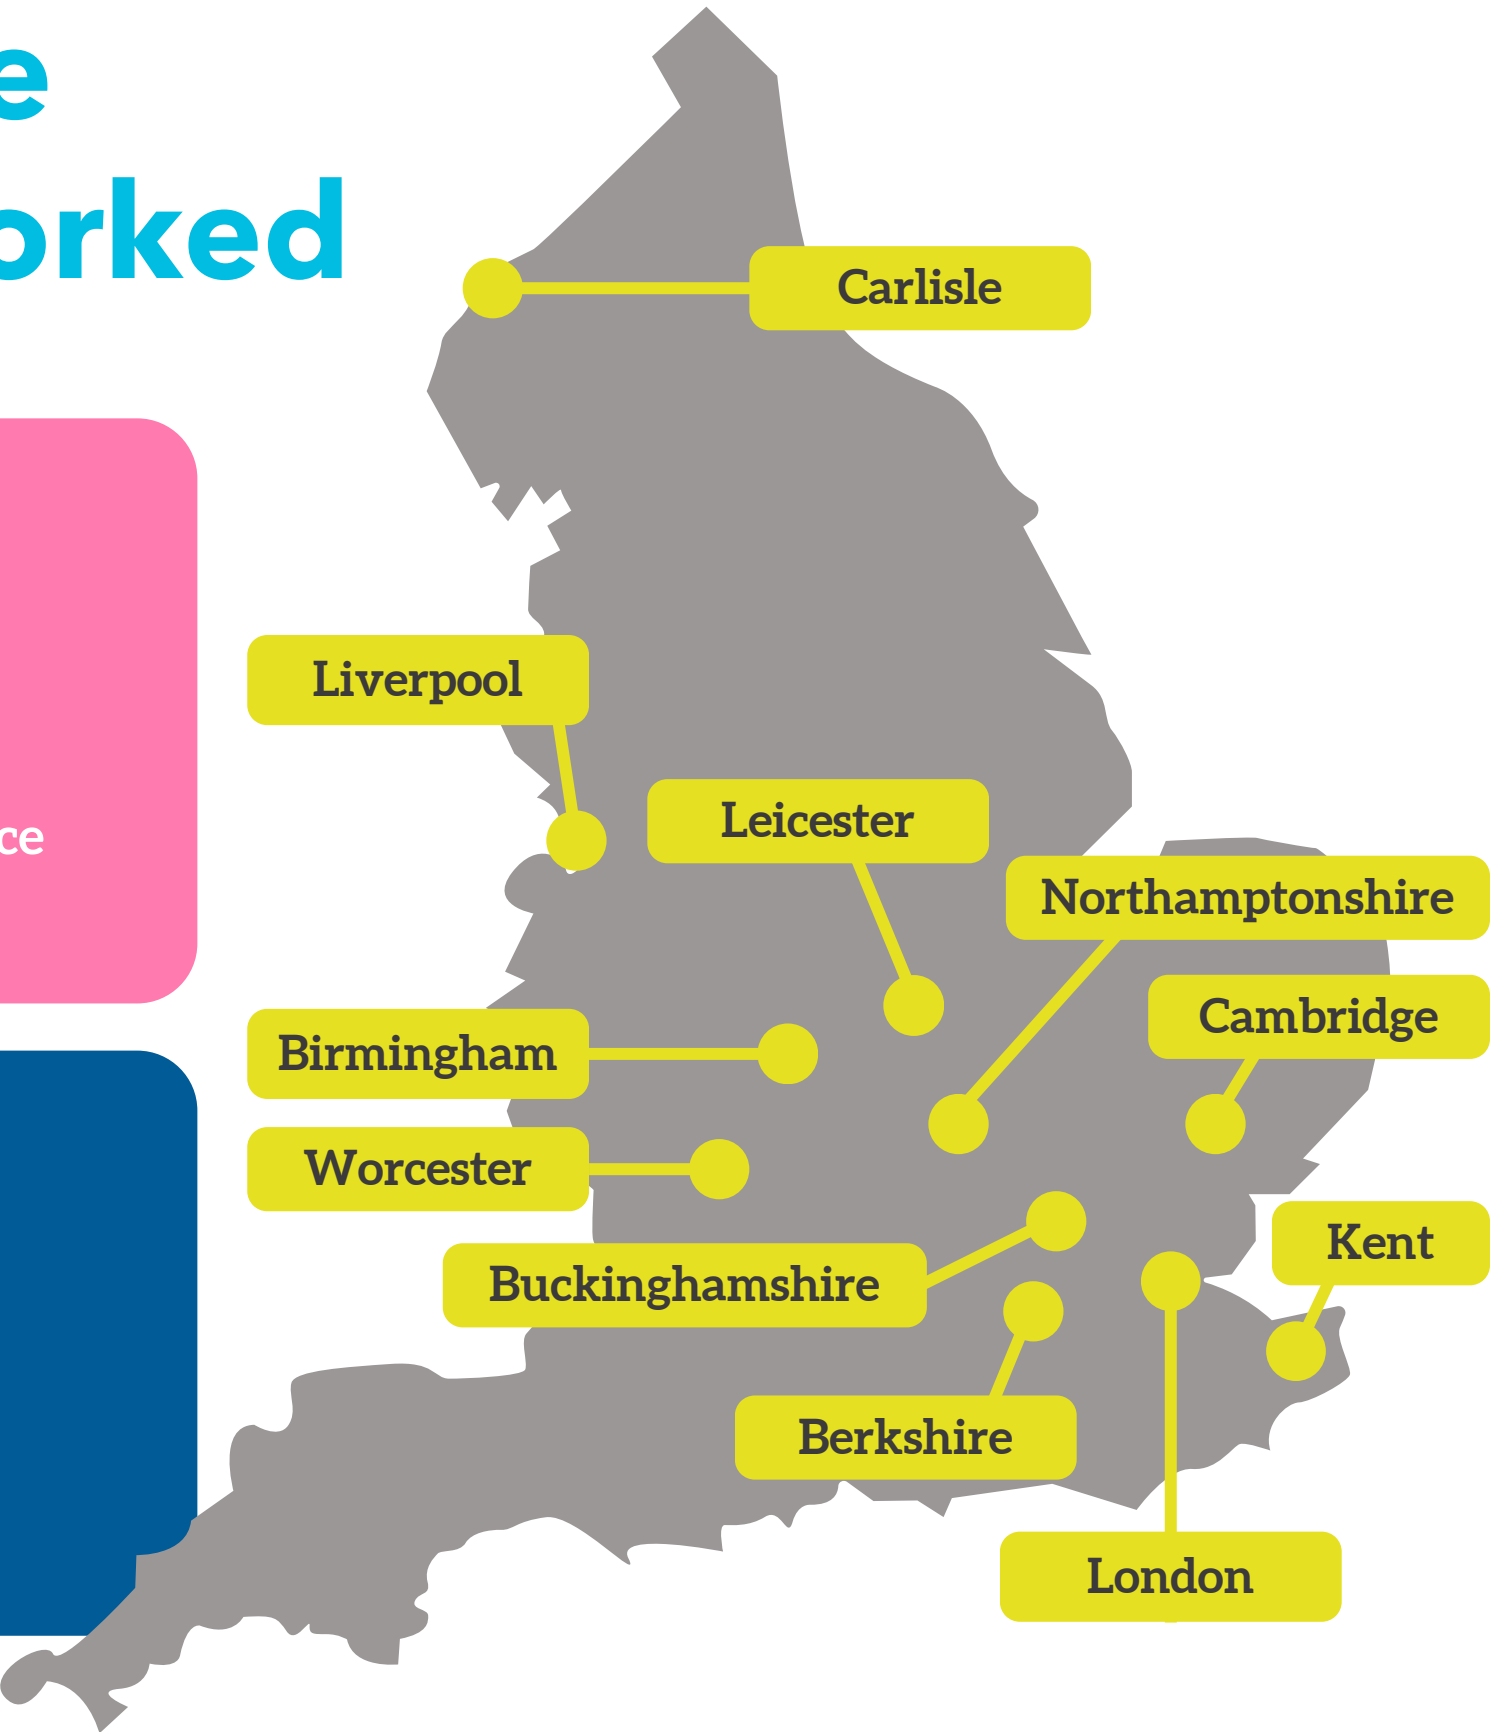 e
orked
Carlisle
Liverpool
Leicester
ce
Northamptonshire
Cambridge
Birmingham
Worcester
Kent
Buckinghamshire
Berkshire
London